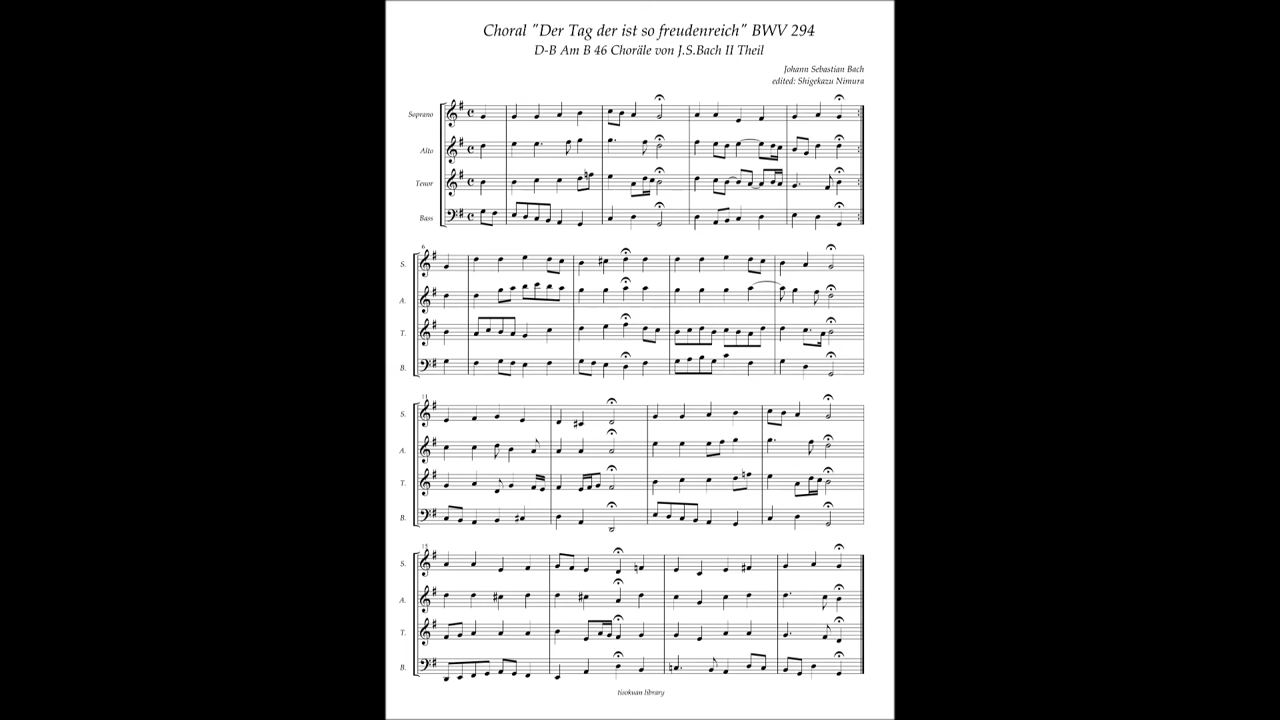 Choral "Der Tag der ist so freudenreich" BWV 294
D-B Am B 46 Choräle von J.S.Bach II Theil
Johann Sebastian Bach
edited: Shigekazu Nimura
Soprano
Alto
Tenor
Bass
6
S.
A.
T.
B.
11
S.
A.
T.
B.
15
S.
A.
T.
B.
tisokuan library